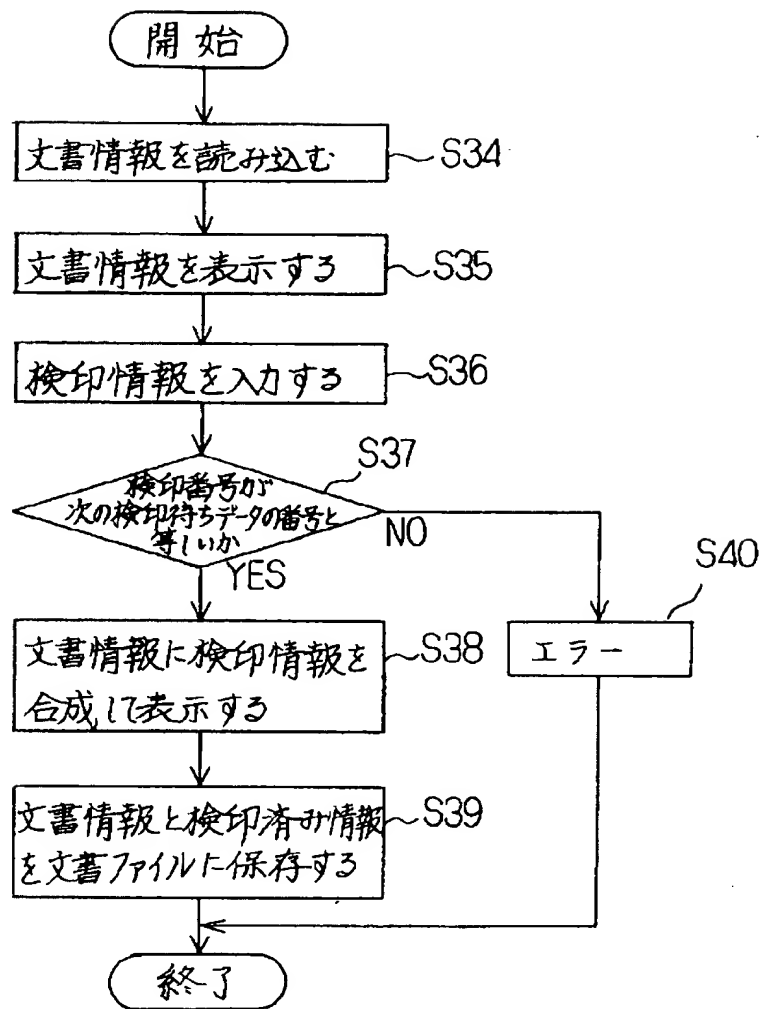 開始
文書情報を読み込む
S34
文書情報を表示する
S35
検印情報を入力する
S36
S37
検印番号が
次の検印待ちデータの番号と
等しいか
NO
YES
S40
文書情報に検印情報を
合成して表示する
S38
エラー
文書情報と検印済み情報
を文書ファイルに保存する
S39
終了